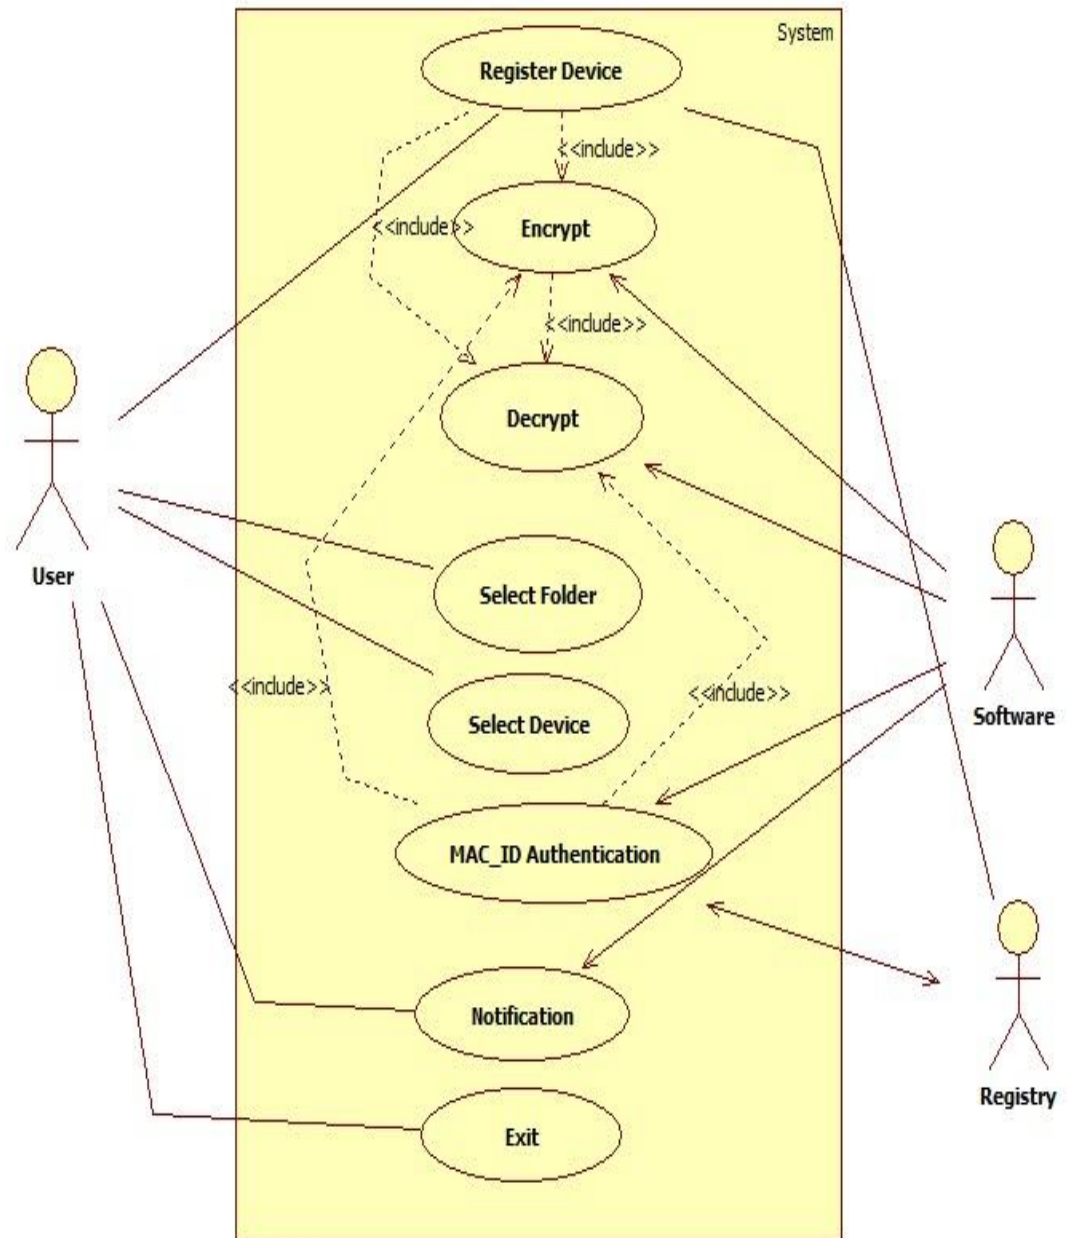 System
Register Device
<<include>>
Encrypt
<<include>>
<<include>>
Decrypt
User
Select Folder
<<include>>
<<include>>
Select Device
Software
MAC_ID Authentication
Notification
Registry
Exit